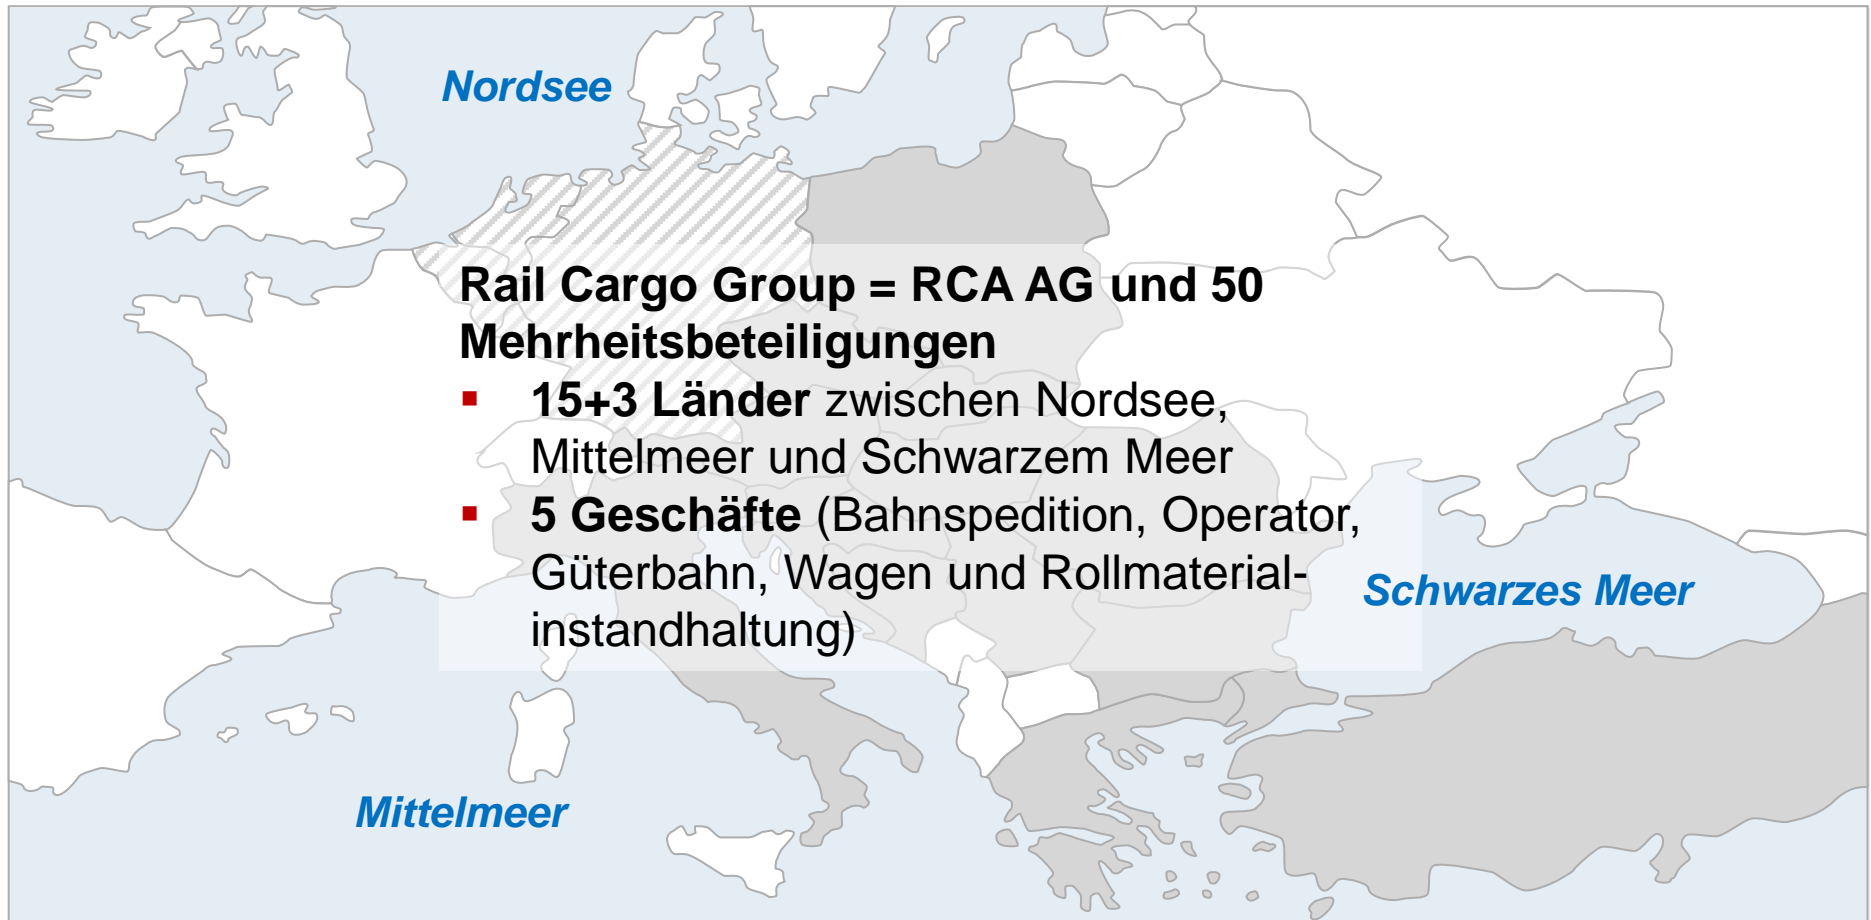 Nordsee
Rail Cargo Group = RCA AG und 50
Mehrheitsbeteiligungen
▪ 15+3 Länder zwischen Nordsee,
Mittelmeer und Schwarzem Meer
▪ 5 Geschäfte (Bahnspedition, Operator,
Güterbahn, Wagen und Rollmaterial-
instandhaltung)
Schwarzes Meer
Mittelmeer